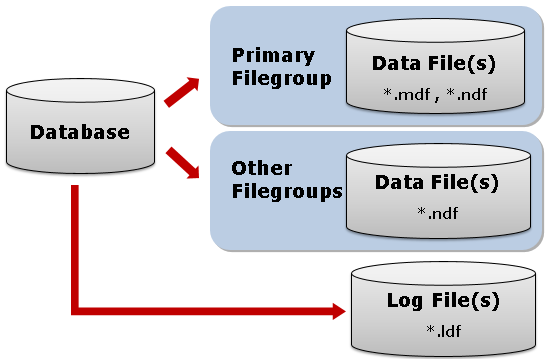 Database
Primary
Filegroup
Data File(s)
*.mdf , *.ndf
Other
Filegroups
Data File(s)
*.ndf
Log File(s)
*.ldf